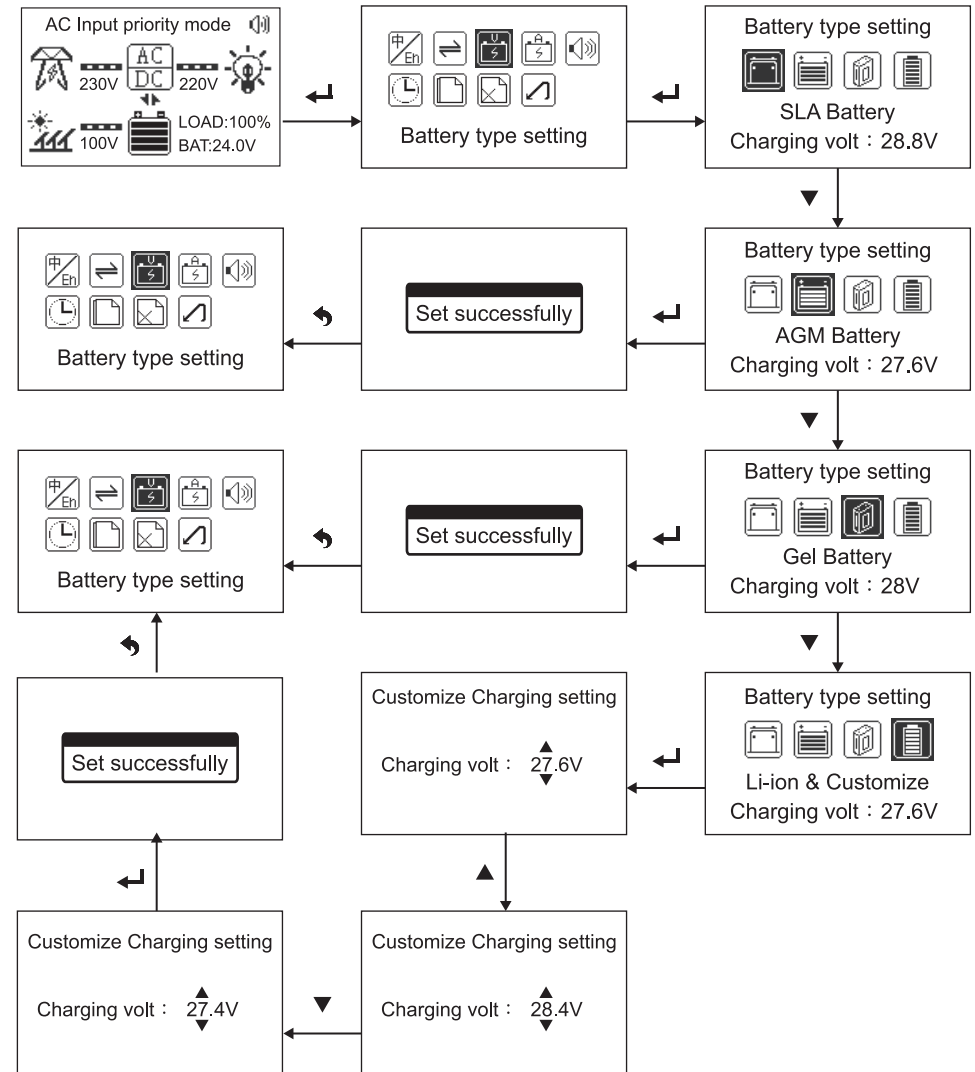 AC Input priority mode
AC
DC
230V
220V
100V
LOAD:100%
BAT:24.0V
中/Eh
U
A
Battery type setting
Battery type setting
SLA Battery
Charging volt：28.8V
中/Eh
U
A
Battery type setting
Set successfully
Battery type setting
AGM Battery
Charging volt：27.6V
中/Eh
U
A
Battery type setting
Set successfully
Battery type setting
Gel Battery
Charging volt：28V
Set successfully
Customize Charging setting
Charging volt： 27.6V
Battery type setting
Li-ion & Customize
Charging volt：27.6V
Customize Charging setting
Charging volt： 27.4V
Customize Charging setting
Charging volt： 28.4V